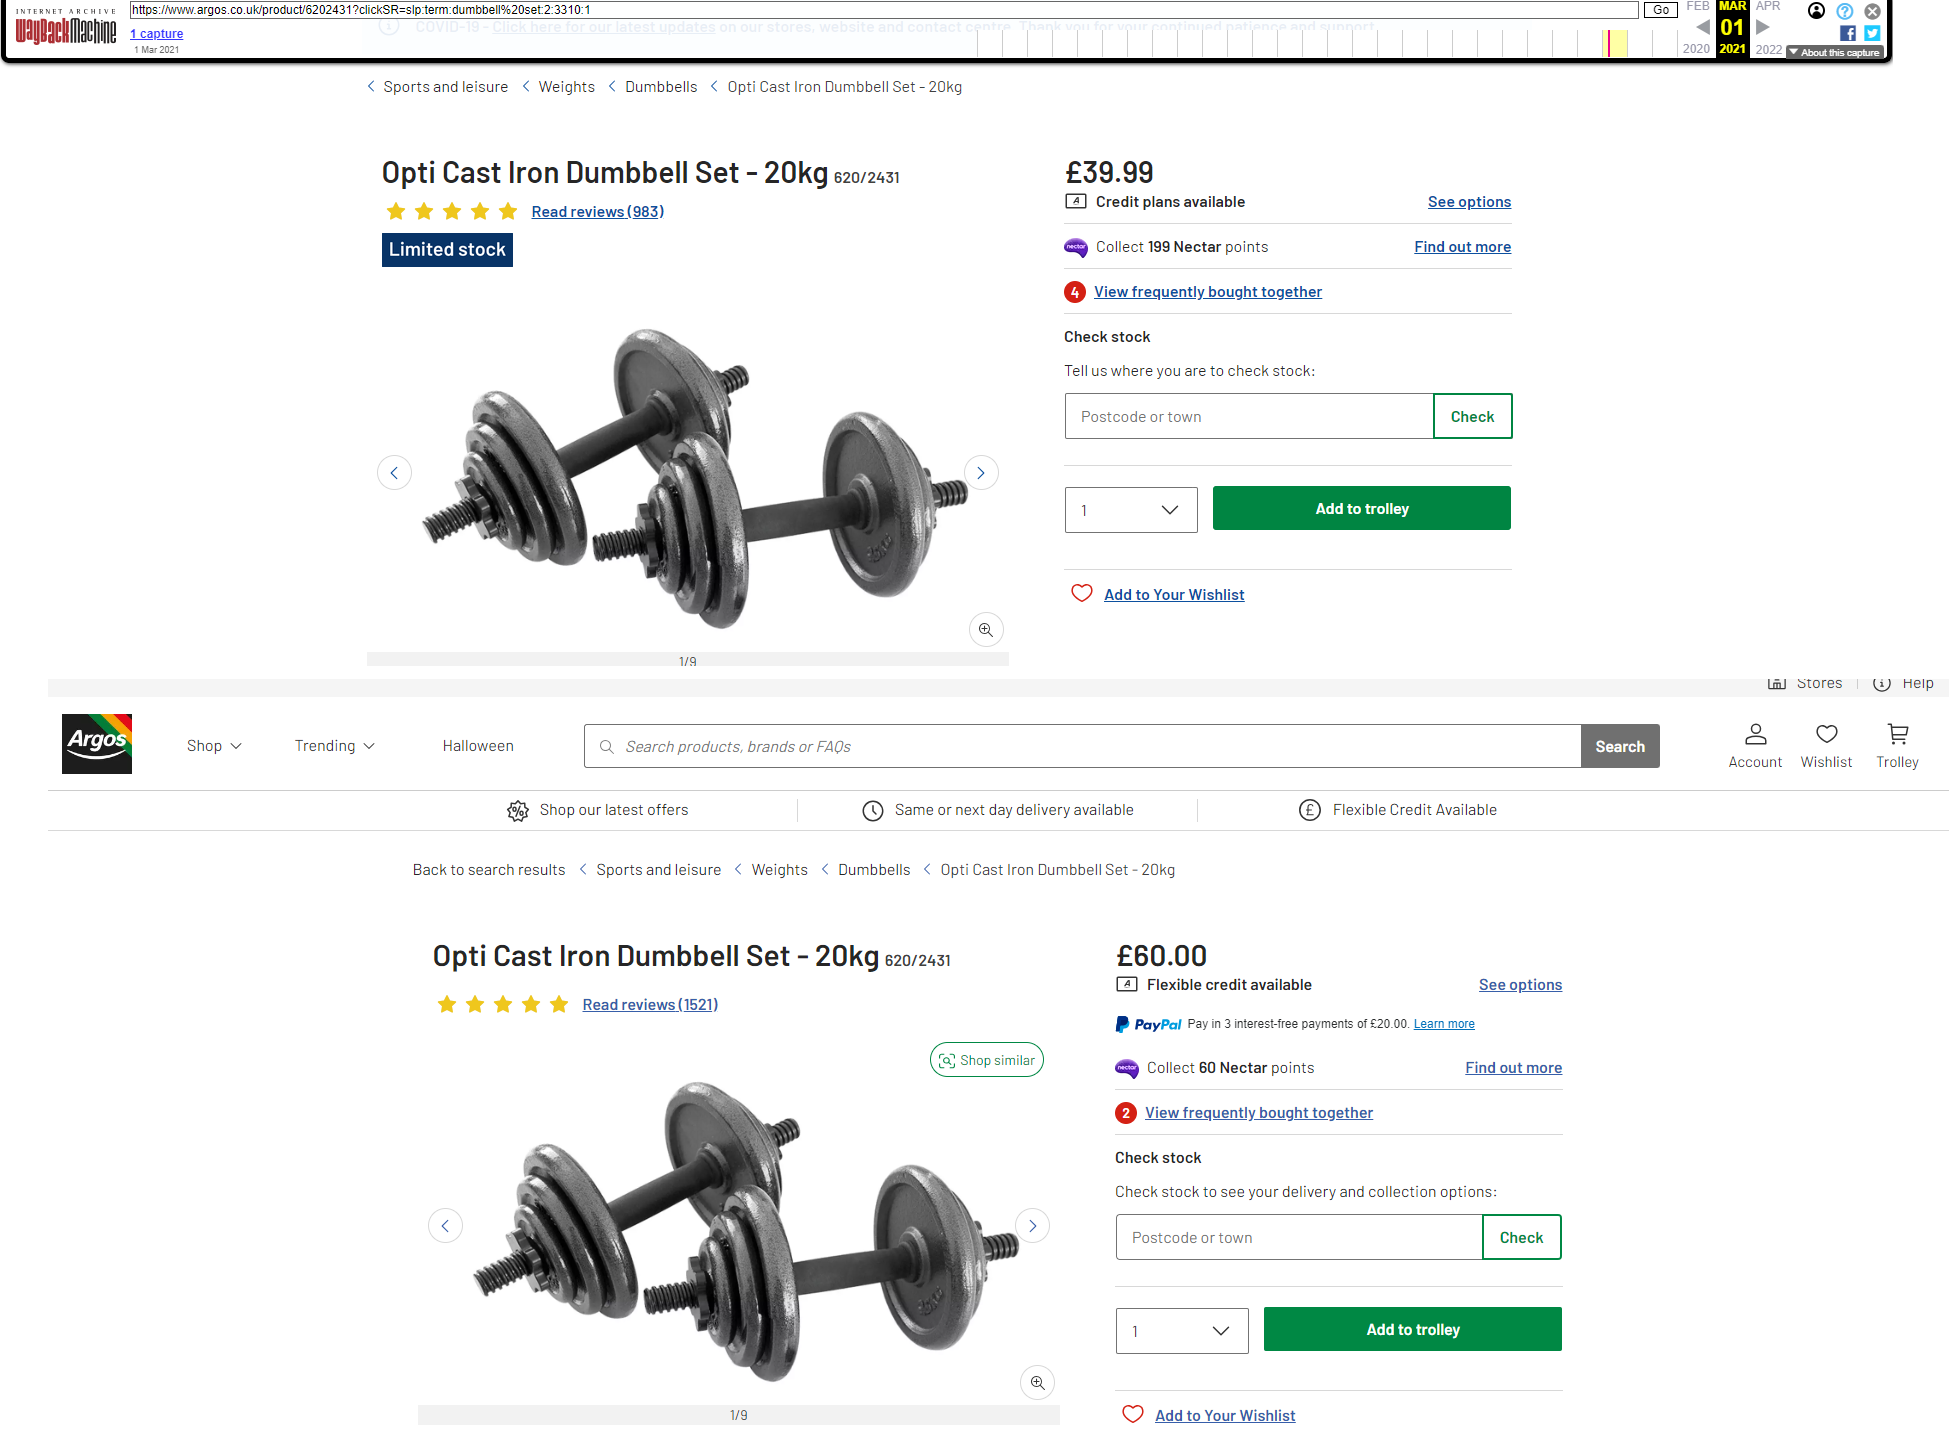 INTERNET ARCHIVE
WayBackMachine
https://www.argos.co.uk/product/6202431?clickSR=slp:term:dumbbell%20set:2:3310:1
Go
FEB MAR APR
1 capture
1 Mar 2021
01
2020 2021 2022
About this capture
COVID-19 - Click here for our latest updates on our stores, website and contact centre. Thank you for your continued patience and support.
Sports and leisure Weights Dumbbells Opti Cast Iron Dumbbell Set - 20kg
Opti Cast Iron Dumbbell Set - 20kg 620/2431
Read reviews (983)
Limited stock
1/9
£39.99
Credit plans available See options
nectar Collect 199 Nectar points Find out more
4 View frequently bought together
Check stock
Tell us where you are to check stock:
Postcode or town Check
1 Add to trolley
Add to Your Wishlist
Stores Help
Argos Shop Trending Halloween Search products, brands or FAQs Search Account Wishlist Trolley
Shop our latest offers Same or next day delivery available £ Flexible Credit Available
Back to search results Sports and leisure Weights Dumbbells Opti Cast Iron Dumbbell Set - 20kg
Opti Cast Iron Dumbbell Set - 20kg 620/2431
Read reviews (1521)
Shop similar
1/9
£60.00
Flexible credit available See options
PayPal Pay in 3 interest-free payments of £20.00. Learn more
nectar Collect 60 Nectar points Find out more
2 View frequently bought together
Check stock
Check stock to see your delivery and collection options:
Postcode or town Check
1 Add to trolley
Add to Your Wishlist